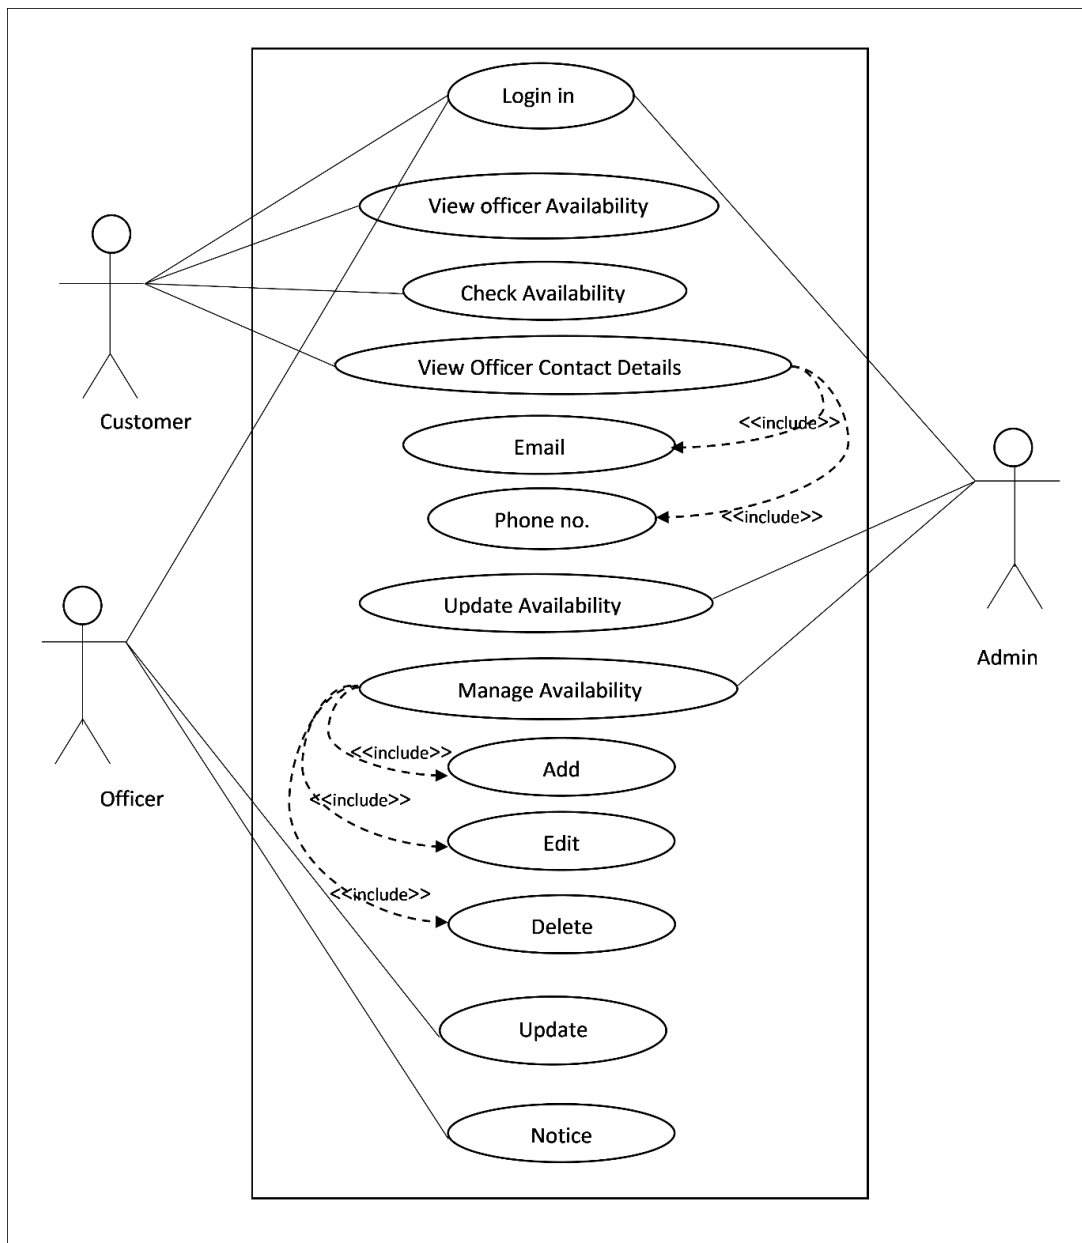 Login in
View officer Availability
Check Availability
View Officer Contact Details
Customer
<<include>>
Email
Phone no.
<<include>>
Update Availability
Admin
Manage Availability
<<include>>
Add
Officer
<<include>>
Edit
<<include>>
Delete
Update
Notice